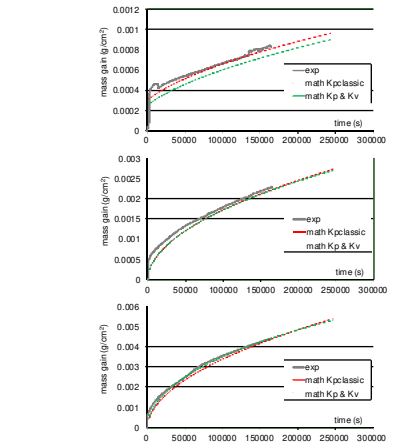 0.0012
0.001
0.0008
0.0006
0.0004
0.0002
0
mass gain (g/cm²)
exp
math Kpclassic
math Kp & Kv
time (s)
0 50000 100000 150000 200000 250000 300000
0.003
0.0025
0.002
0.0015
0.001
0.0005
0
mass gain (g/cm²)
exp
math Kpclassic
math Kp & Kv
time (s)
0 50000 100000 150000 200000 250000 300000
0.006
0.005
0.004
0.003
0.002
0.001
0
mass gain (g/cm²)
exp
math Kpclassic
math Kp & Kv
time (s)
0 50000 100000 150000 200000 250000 300000